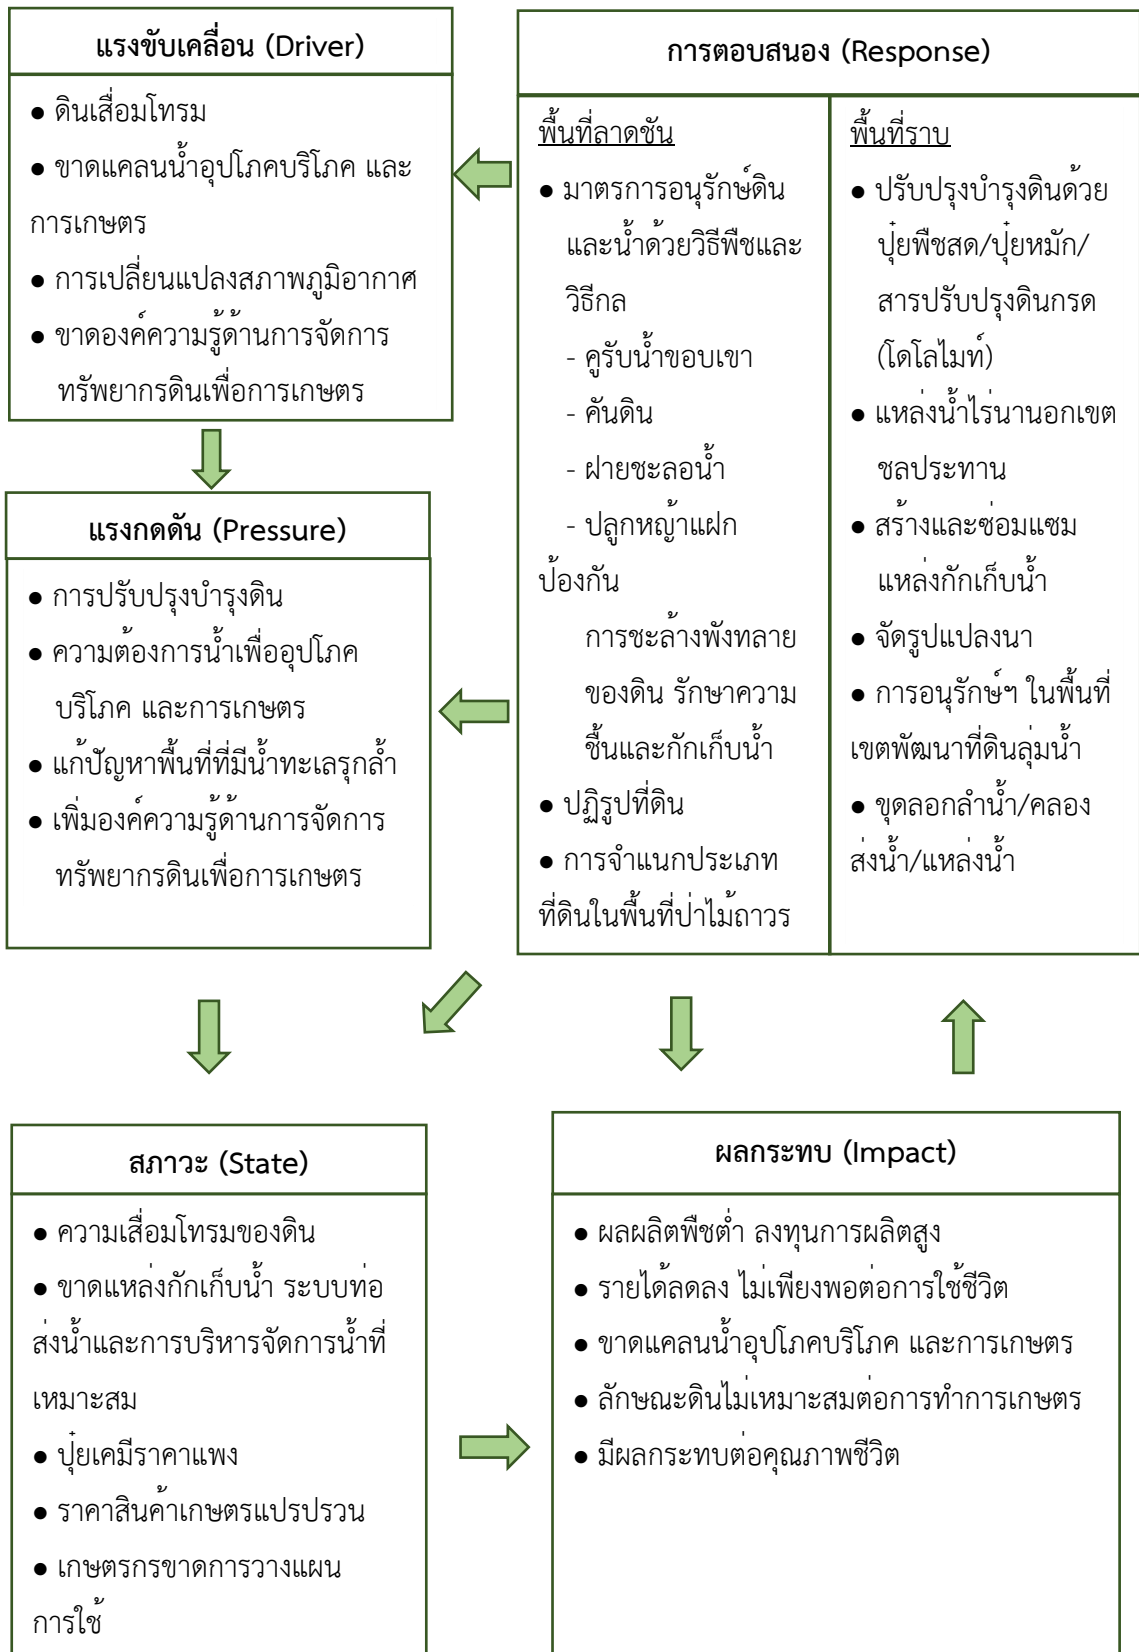 แรงขับเคลื่อน (Driver)
● ดินเสื่อมโทรม
● ขาดแคลนน้ำอุปโภคบริโภค และ
การเกษตร
● การเปลี่ยนแปลงสภาพภูมิอากาศ
● ขาดองค์ความรู้ด้านการจัดการ
ทรัพยากรดินเพื่อการเกษตร
แรงกดดัน (Pressure)
● การปรับปรุงบำรุงดิน
● ความต้องการน้ำเพื่ออุปโภค
บริโภค และการเกษตร
● แก้ปัญหาพื้นที่ที่มีน้ำทะเลรุกล้ำ
● เพิ่มองค์ความรู้ด้านการจัดการ
ทรัพยากรดินเพื่อการเกษตร
การตอบสนอง (Response)
พื้นที่ลาดชัน
● มาตรการอนุรักษ์ดิน
และน้ำด้วยวิธีพืชและ
วิธีกล
- คูรับน้ำขอบเขา
- คันดิน
- ฝายชะลอน้ำ
- ปลูกหญ้าแฝก
ป้องกัน
การชะล้างพังทลาย
ของดิน รักษาความ
ชื้นและกักเก็บน้ำ
● ปฏิรูปที่ดิน
● การจำแนกประเภท
ที่ดินในพื้นที่ป่าไม้ถาวร
พื้นที่ราบ
● ปรับปรุงบำรุงดินด้วย
ปุ๋ยพืชสด/ปุ๋ยหมัก/
สารปรับปรุงดินกรด
(โดโลไมท์)
● แหล่งน้ำไร่นานอกเขต
ชลประทาน
● สร้างและซ่อมแซม
แหล่งกักเก็บน้ำ
● จัดรูปแปลงนา
● การอนุรักษ์ฯ ในพื้นที่
เขตพัฒนาที่ดินลุ่มน้ำ
● ขุดลอกลำน้ำ/คลอง
ส่งน้ำ/แหล่งน้ำ
สภาวะ (State)
● ความเสื่อมโทรมของดิน
● ขาดแหล่งกักเก็บน้ำ ระบบท่อ
ส่งน้ำและการบริหารจัดการน้ำที่
เหมาะสม
● ปุ๋ยเคมีราคาแพง
● ราคาสินค้าเกษตรแปรปรวน
● เกษตรกรขาดการวางแผน
การใช้
ผลกระทบ (Impact)
● ผลผลิตพืชต่ำ ลงทุนการผลิตสูง
● รายได้ลดลง ไม่เพียงพอต่อการใช้ชีวิต
● ขาดแคลนน้ำอุปโภคบริโภค และการเกษตร
● ลักษณะดินไม่เหมาะสมต่อการทำการเกษตร
● มีผลกระทบต่อคุณภาพชีวิต